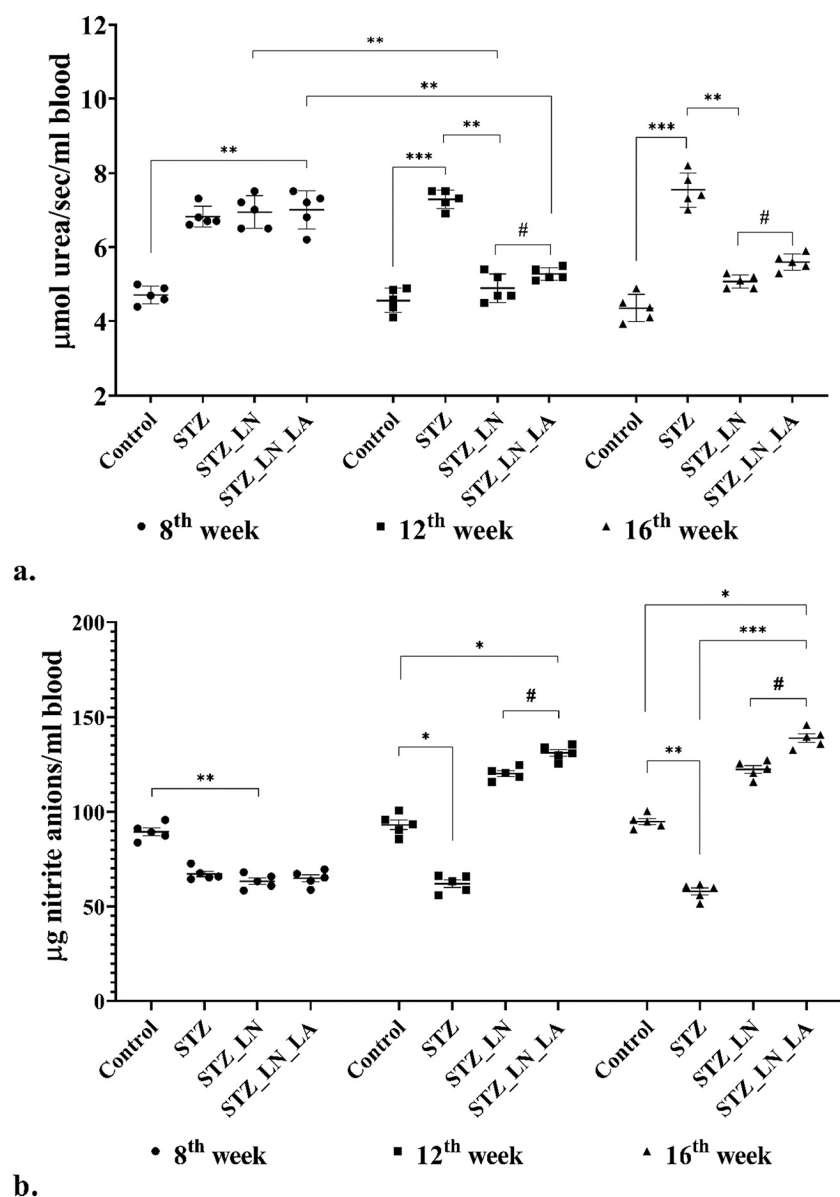 12
10
8
6
4
2
μmol urea/sec/ml blood
** ** ** *** ** # *** ** #
Control STZ STZ_LN STZ_LN_LA Control STZ STZ_LN STZ_LN_LA Control STZ STZ_LN STZ_LN_LA
8th week 12th week 16th week
a.
200
150
100
50
0
μg nitrite anions/ml blood
** * * # * *** ** #
Control STZ STZ_LN STZ_LN_LA Control STZ STZ_LN STZ_LN_LA Control STZ STZ_LN STZ_LN_LA
8th week 12th week 16th week
b.